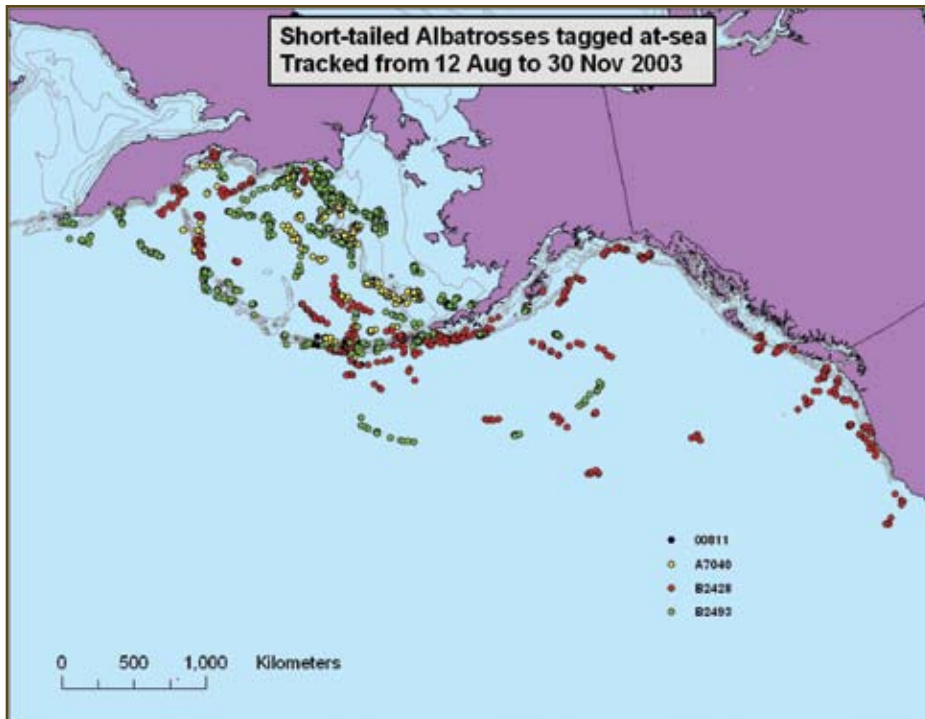 Short-tailed Albatrosses tagged at-sea
Tracked from 12 Aug to 30 Nov 2003
00811
A7040
B2428
B2493
0 500 1,000 Kilometers